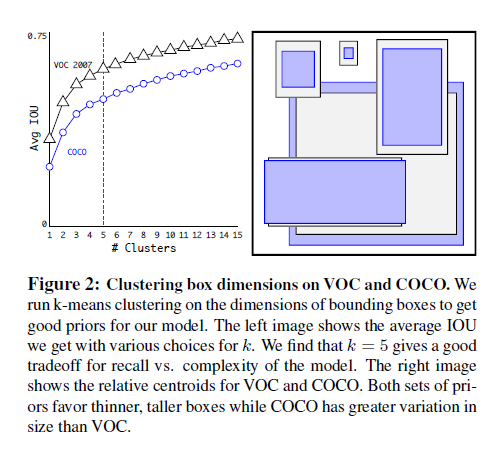 0.75
VOC 2007
Avg IOU
COCO
0
1 2 3 4 5 6 7 8 9 10 11 12 13 14 15
# Clusters
Figure 2: Clustering box dimensions on VOC and COCO. We
run k-means clustering on the dimensions of bounding boxes to get
good priors for our model. The left image shows the average IOU
we get with various choices for k. We find that k = 5 gives a good
tradeoff for recall vs. complexity of the model. The right image
shows the relative centroids for VOC and COCO. Both sets of pri-
ors favor thinner, taller boxes while COCO has greater variation in
size than VOC.